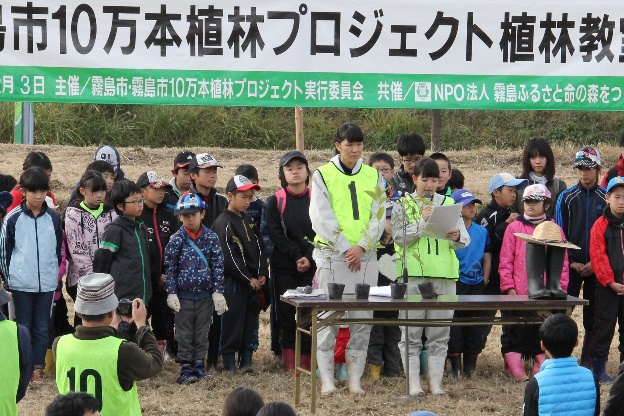 島市10万本植林プロジェクト植林教室
2月 3日 主催／霧島市・霧島市10万本植林プロジェクト実行委員会 共催／NPO法人 霧島ふるさと命の森をつ
1
10